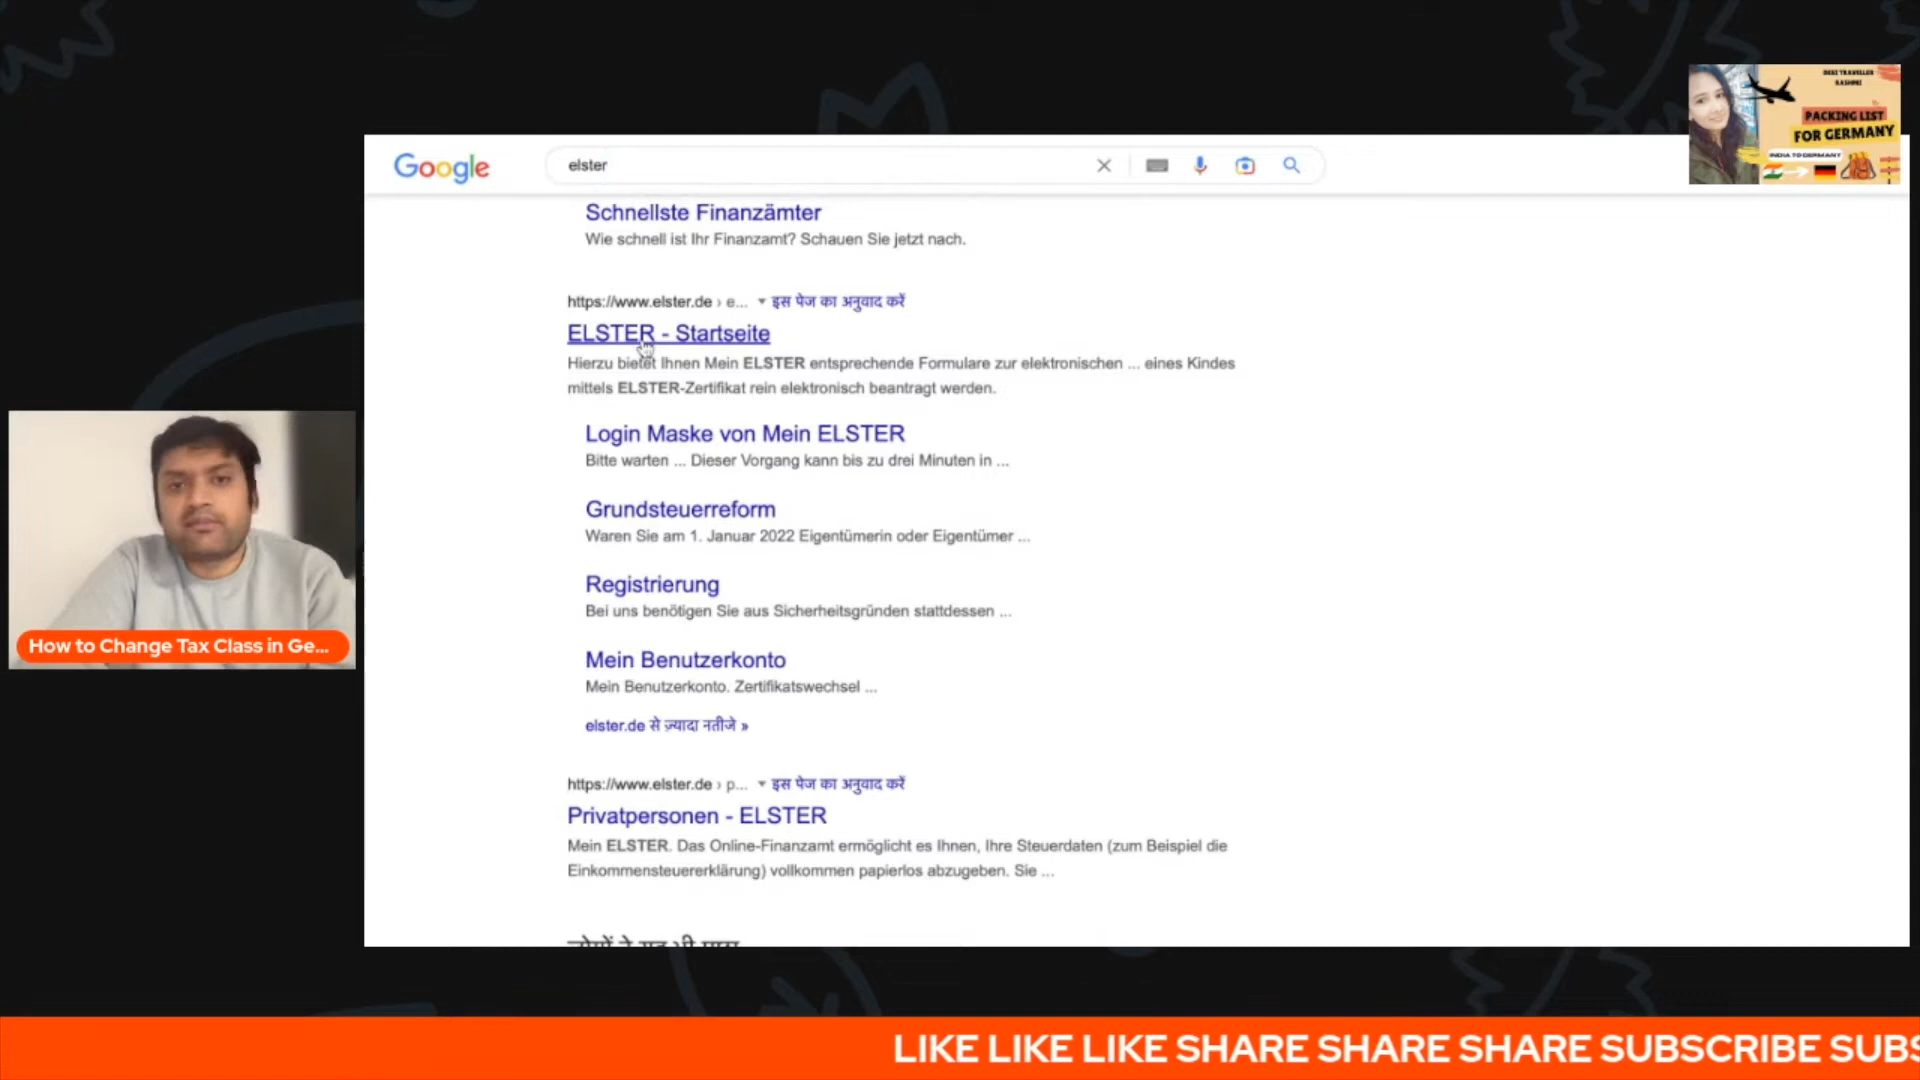 DESI TRAVELLER
RASHMI
PACKING LIST
FOR GERMANY
INDIA TO GERMANY
Google
elster
Schnellste Finanzämter
Wie schnell ist Ihr Finanzamt? Schauen Sie jetzt nach.
https://www.elster.de › e... इस पेज का अनुवाद करें
ELSTER - Startseite
Hierzu bietet Ihnen Mein ELSTER entsprechende Formulare zur elektronischen ... eines Kindes
mittels ELSTER-Zertifikat rein elektronisch beantragt werden.
Login Maske von Mein ELSTER
Bitte warten ... Dieser Vorgang kann bis zu drei Minuten in ...
Grundsteuerreform
Waren Sie am 1. Januar 2022 Eigentümerin oder Eigentümer ...
Registrierung
Bei uns benötigen Sie aus Sicherheitsgründen stattdessen ...
Mein Benutzerkonto
Mein Benutzerkonto. Zertifikatswechsel ...
elster.de से ज़्यादा नतीजे »
https://www.elster.de › p... इस पेज का अनुवाद करें
Privatpersonen - ELSTER
Mein ELSTER. Das Online-Finanzamt ermöglicht es Ihnen, Ihre Steuerdaten (zum Beispiel die
Einkommensteuererklärung) vollkommen papierlos abzugeben. Sie ...
How to Change Tax Class in Ge...
LIKE LIKE LIKE SHARE SHARE SHARE SUBSCRIBE SUBS